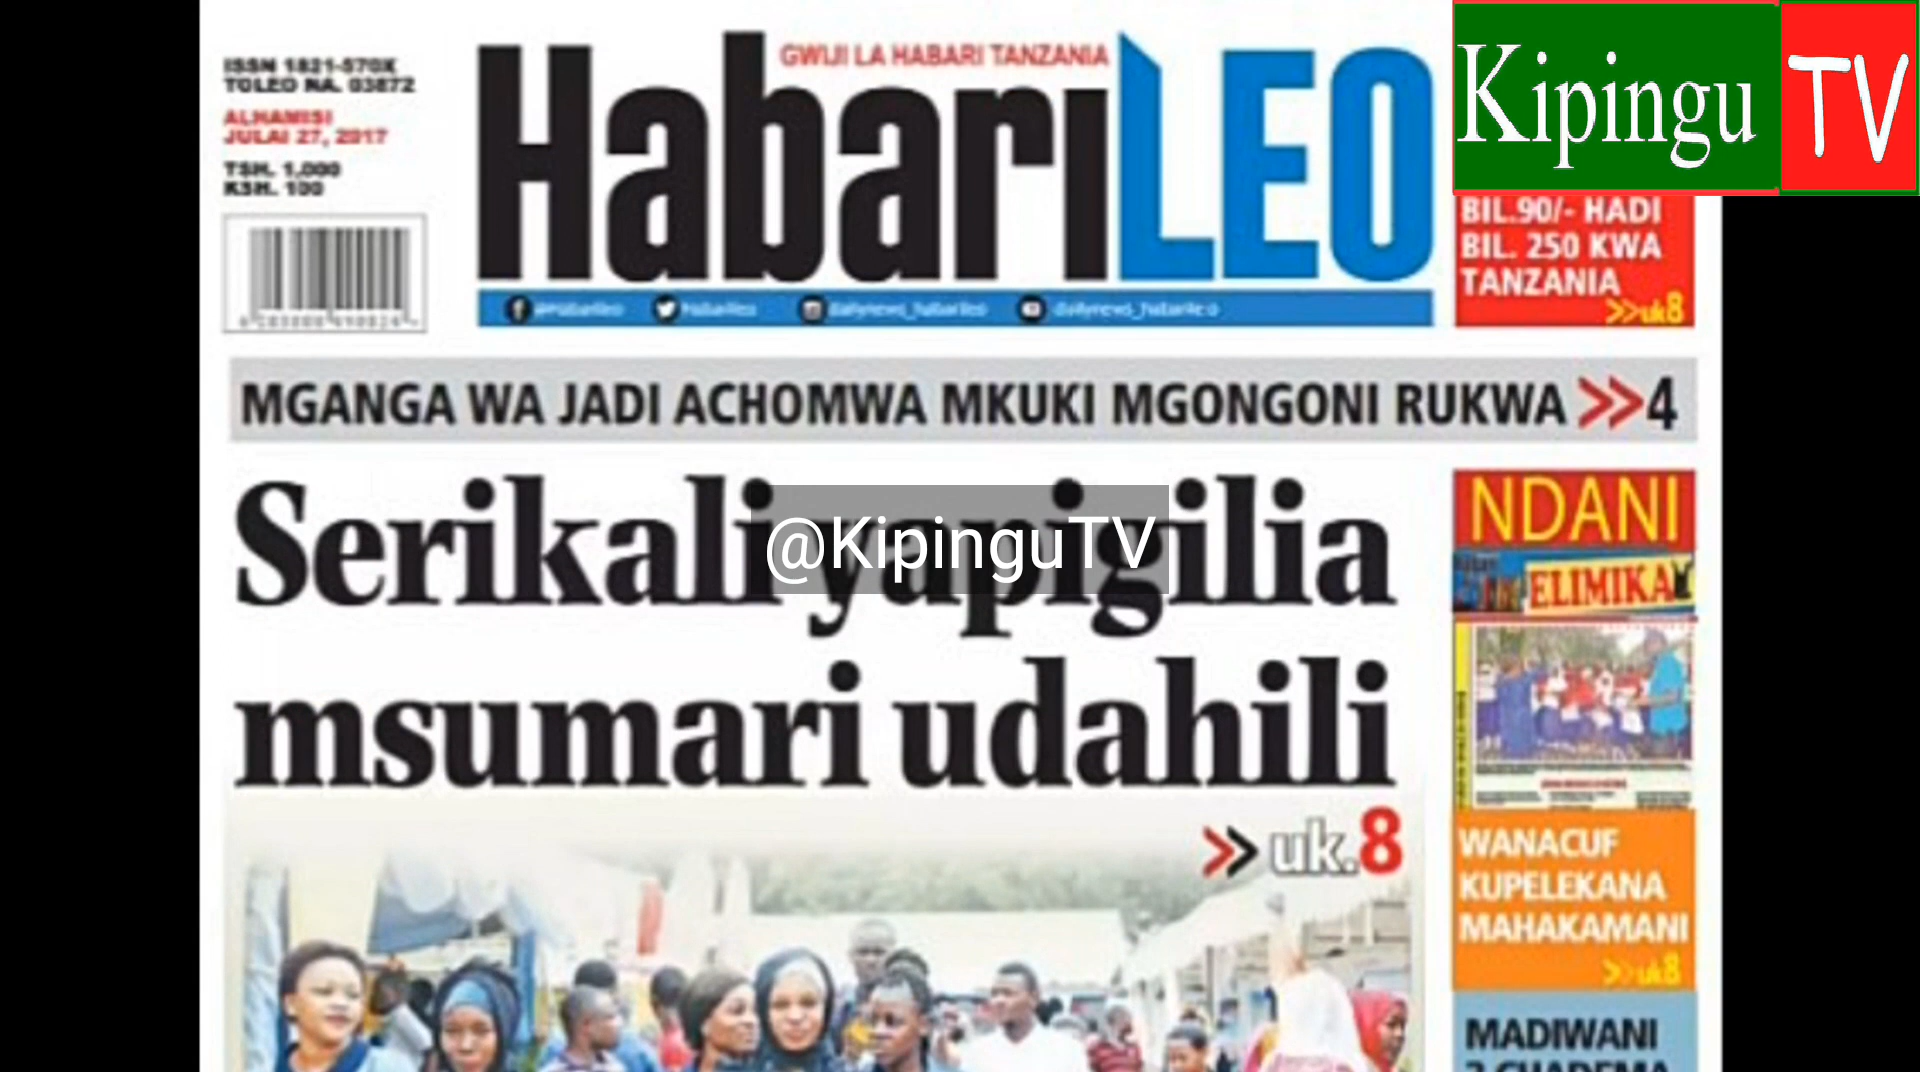 ISSN 1821-570X
TOLEO NA. 03872
ALHAMISI
JULAI 27, 2017
TSH. 1,000
KSH. 100
GWIJI LA HABARI TANZANIA
HabariLEO
Kipingu TV
BIL.90/- HADI
BIL. 250 KWA
TANZANIA
>>uk8
MGANGA WA JADI ACHOMWA MKUKI MGONGONI RUKWA >>4
Serikali yapigilia
msumari udahili
>> uk.8
@KipinguTV
NDANI
ELIMIKA
WANACUF
KUPELEKANA
MAHAKAMANI
>>uk8
MADIWANI